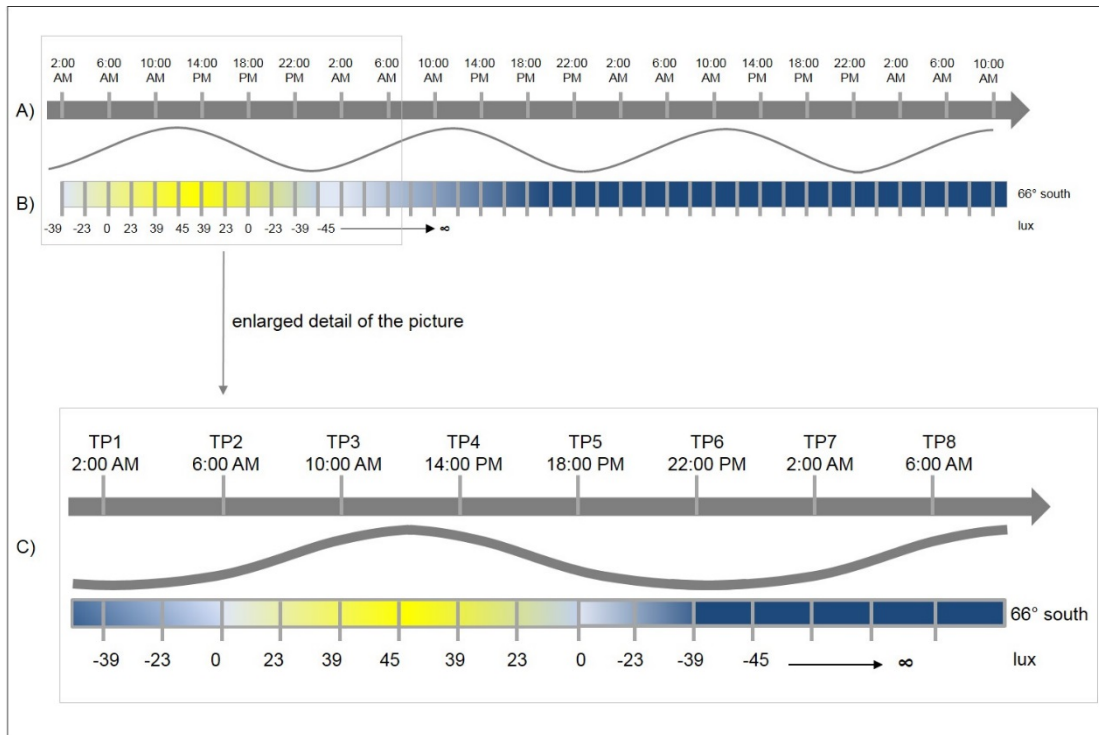 2:00 6:00 10:00 14:00 18:00 22:00 2:00 6:00 10:00 14:00 18:00 22:00 2:00 6:00 10:00 14:00 18:00 22:00 2:00 6:00 10:00
AM AM AM PM PM PM AM AM AM PM PM PM AM AM AM PM PM PM AM AM AM
A)
B)
66° south
-39 -23 0 23 39 45 39 23 0 -23 -39 -45 ∞ lux
enlarged detail of the picture
TP1 TP2 TP3 TP4 TP5 TP6 TP7 TP8
2:00 AM 6:00 AM 10:00 AM 14:00 PM 18:00 PM 22:00 PM 2:00 AM 6:00 AM
C)
66° south
-39 -23 0 23 39 45 39 23 0 -23 -39 -45 ∞ lux